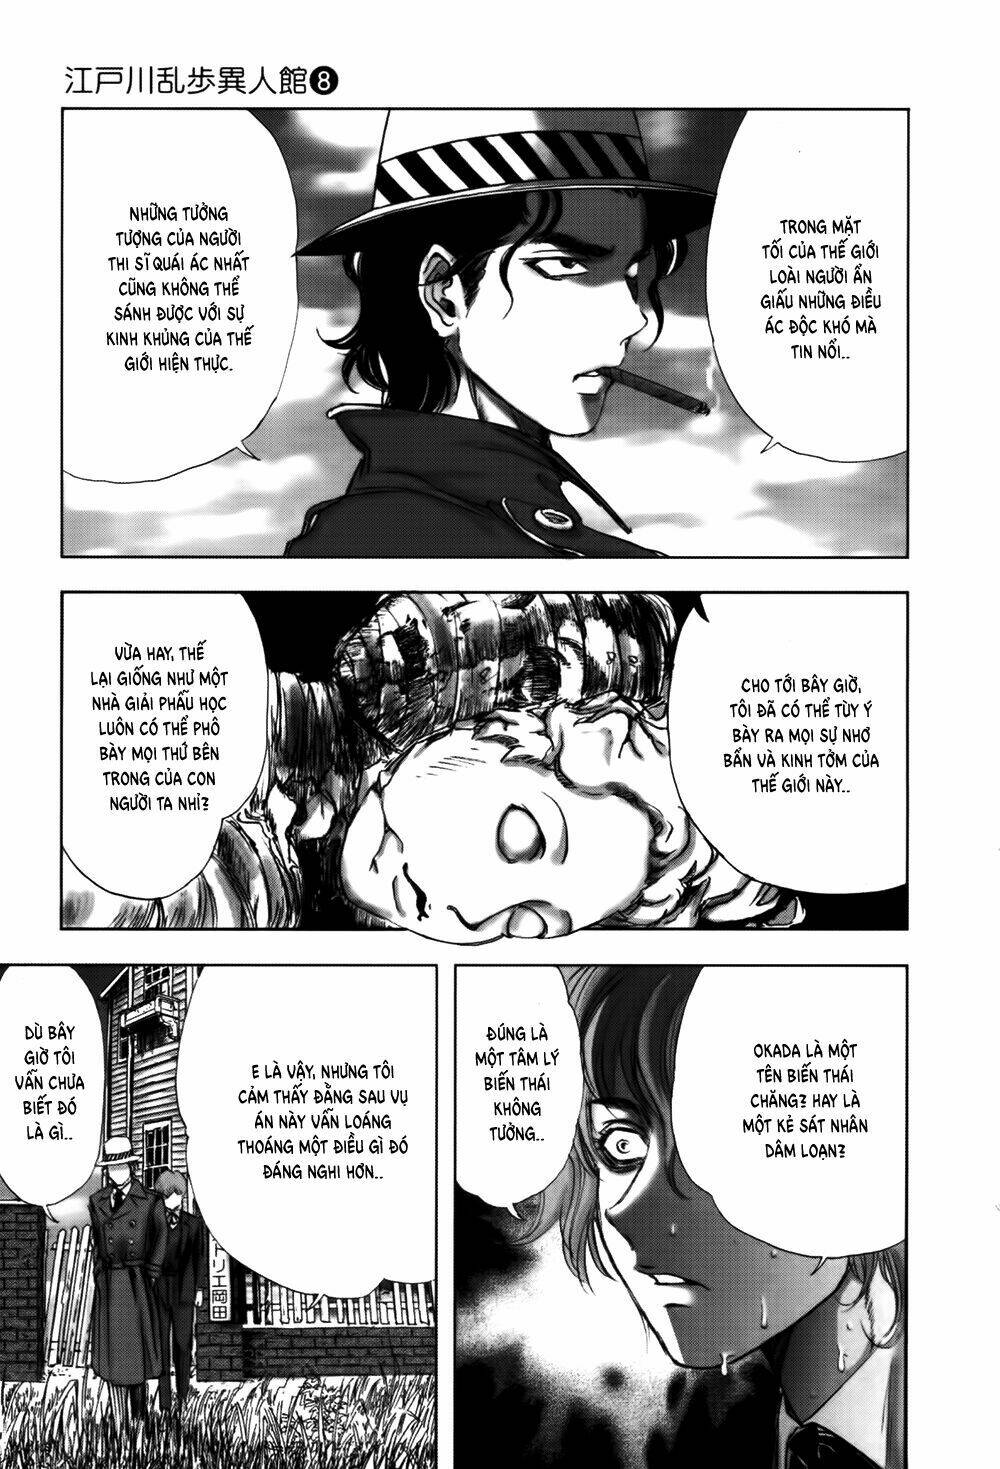 江戸川乱歩異人館8
TRONG MẶT
TỐI CỦA THẾ GIỚI
LOÀI NGƯỜI ẨN
GIẤU NHỮNG ĐIỀU
ÁC ĐỘC KHÓ MÀ
TIN NỔI..
NHỮNG TƯỞNG
TƯỢNG CỦA NGƯỜI
THI SĨ QUÁI ÁC NHẤT
CŨNG KHÔNG THỂ
SÁNH ĐƯỢC VỚI SỰ
KINH KHỦNG CỦA THẾ
GIỚI HIỆN THỰC.
CHO TỚI BÂY GIỜ,
TÔI ĐÃ CÓ THỂ TÙY Ý
BÀY RA MỌI SỰ NHỚ
BẨN VÀ KINH TỞM CỦA
THẾ GIỚI NÀY..
VỪA HAY, THẾ
LẠI GIỐNG NHƯ MỘT
NHÀ GIẢI PHẪU HỌC
LUÔN CÓ THỂ PHÔ
BÀY MỌI THỨ BÊN
TRONG CỦA CON
NGƯỜI TA NHỈ?
OKADA LÀ MỘT
TÊN BIẾN THÁI
CHĂNG? HAY LÀ
MỘT KẺ SÁT NHÂN
DÂM LOẠN?
ĐÚNG LÀ
MỘT TÂM LÝ
BIẾN THÁI
KHÔNG
TƯỞNG..
E LÀ VẬY, NHƯNG TÔI
CẢM THẤY ĐẰNG SAU VỤ
ÁN NÀY VẪN LOÁNG
THOÁNG MỘT ĐIỀU GÌ ĐÓ
ĐÁNG NGHI HƠN..
DÙ BÂY
GIỜ TÔI
VẪN CHƯA
BIẾT ĐÓ
LÀ GÌ..
トリエ岡田